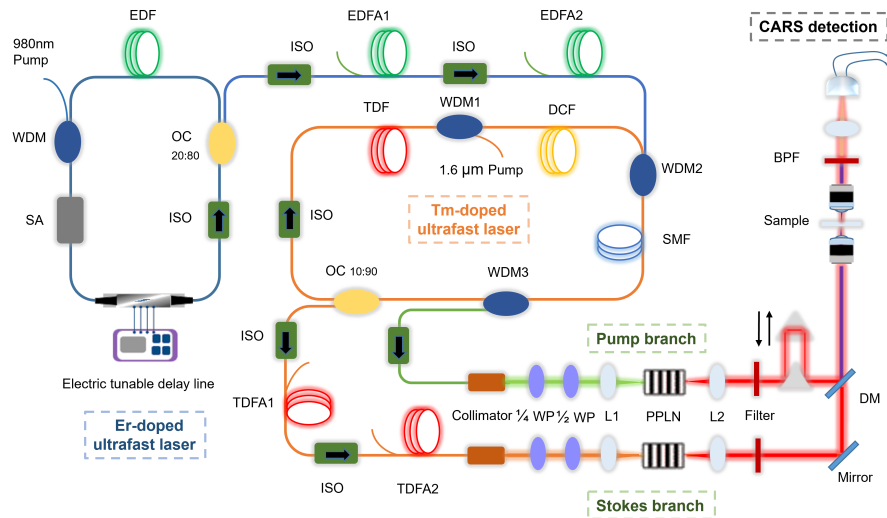 EDF
980nm
Pump
WDM
SA
OC
20:80
ISO
Electric tunable delay line
Er-doped
ultrafast laser
ISO
EDFA1
ISO
EDFA2
TDF
WDM1
DCF
1.6 μm Pump
WDM2
ISO
Tm-doped
ultrafast laser
SMF
OC 10:90
WDM3
ISO
TDFA1
ISO
TDFA2
Pump branch
Collimator
¼ WP
½ WP
L1
PPLN
L2
Filter
DM
Mirror
Stokes branch
CARS detection
BPF
Sample